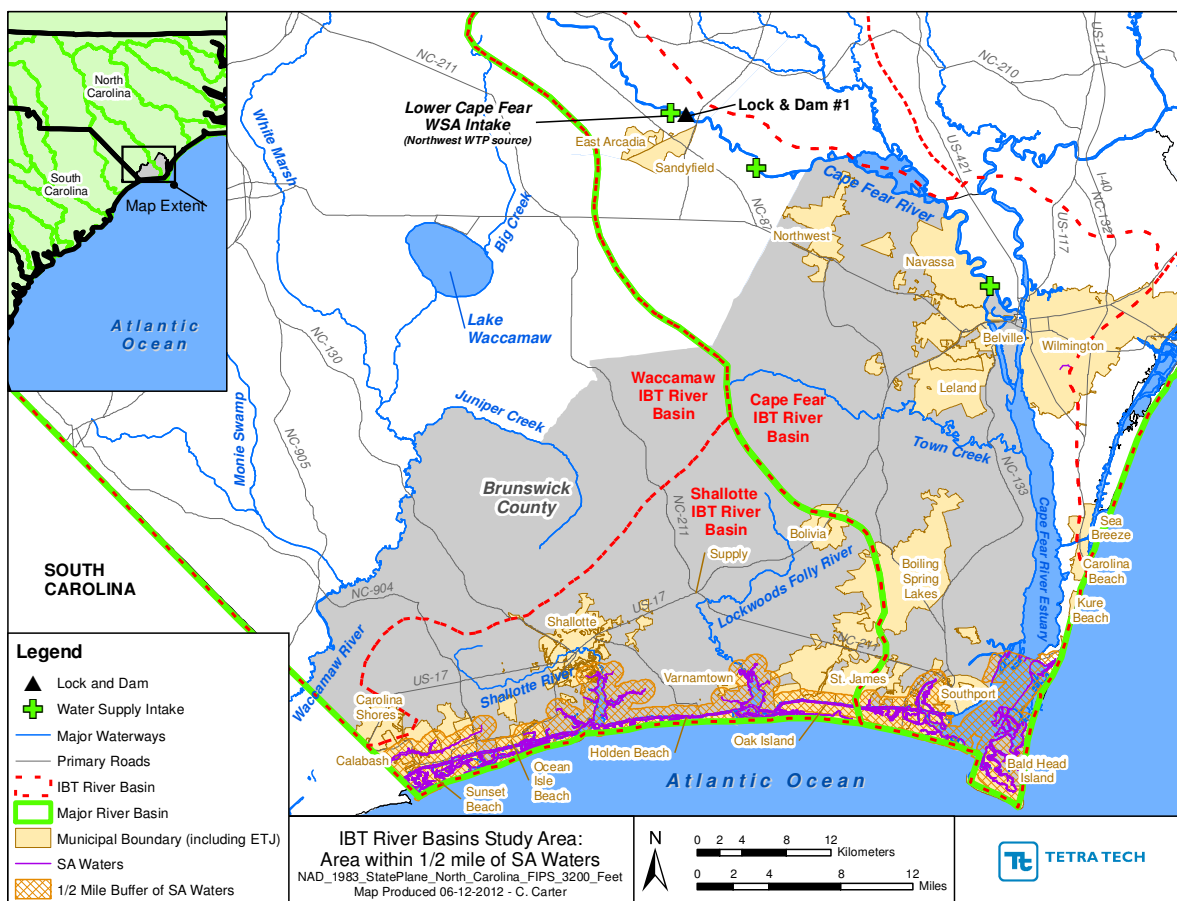 North
Carolina
South
Carolina
Map Extent
Atlantic
Ocean
NC-211
White Marsh
Big Creek
Lower Cape Fear
WSA Intake
(Northwest WTP source)
Lock & Dam #1
East Arcadia
Sandyfield
US-117
NC-210
US-421
I-40
NC-132
US-117
NC-87
Cape Fear River
Northwest
Navassa
Belville
Wilmington
Leland
Lake
Waccamaw
NC-130
Juniper Creek
Monie Swamp
NC-905
Waccamaw
IBT River
Basin
Cape Fear
IBT River
Basin
Town Creek
NC-133
Brunswick
County
NC-211
Shallotte
IBT River
Basin
Bolivia
Supply
Boiling
Spring
Lakes
Lockwoods Folly River
Cape Fear River Estuary
Sea
Breeze
Carolina
Beach
Kure
Beach
SOUTH
CAROLINA
NC-904
Waccamaw River
US-17
Shallotte
US-17
Shallotte River
NC-211
Varnamtown
St. James
Southport
Carolina
Shores
Calabash
Sunset
Beach
Ocean
Isle
Beach
Holden Beach
Oak Island
Bald Head
Island
Atlantic Ocean
Legend
Lock and Dam
Water Supply Intake
Major Waterways
Primary Roads
IBT River Basin
Major River Basin
Municipal Boundary (including ETJ)
SA Waters
1/2 Mile Buffer of SA Waters
IBT River Basins Study Area:
Area within 1/2 mile of SA Waters
NAD_1983_StatePlane_North_Carolina_FIPS_3200_Feet
Map Produced 06-12-2012 - C. Carter
N
0 2 4 8 12
Kilometers
0 2 4 8 12
Miles
Tt
TETRA TECH